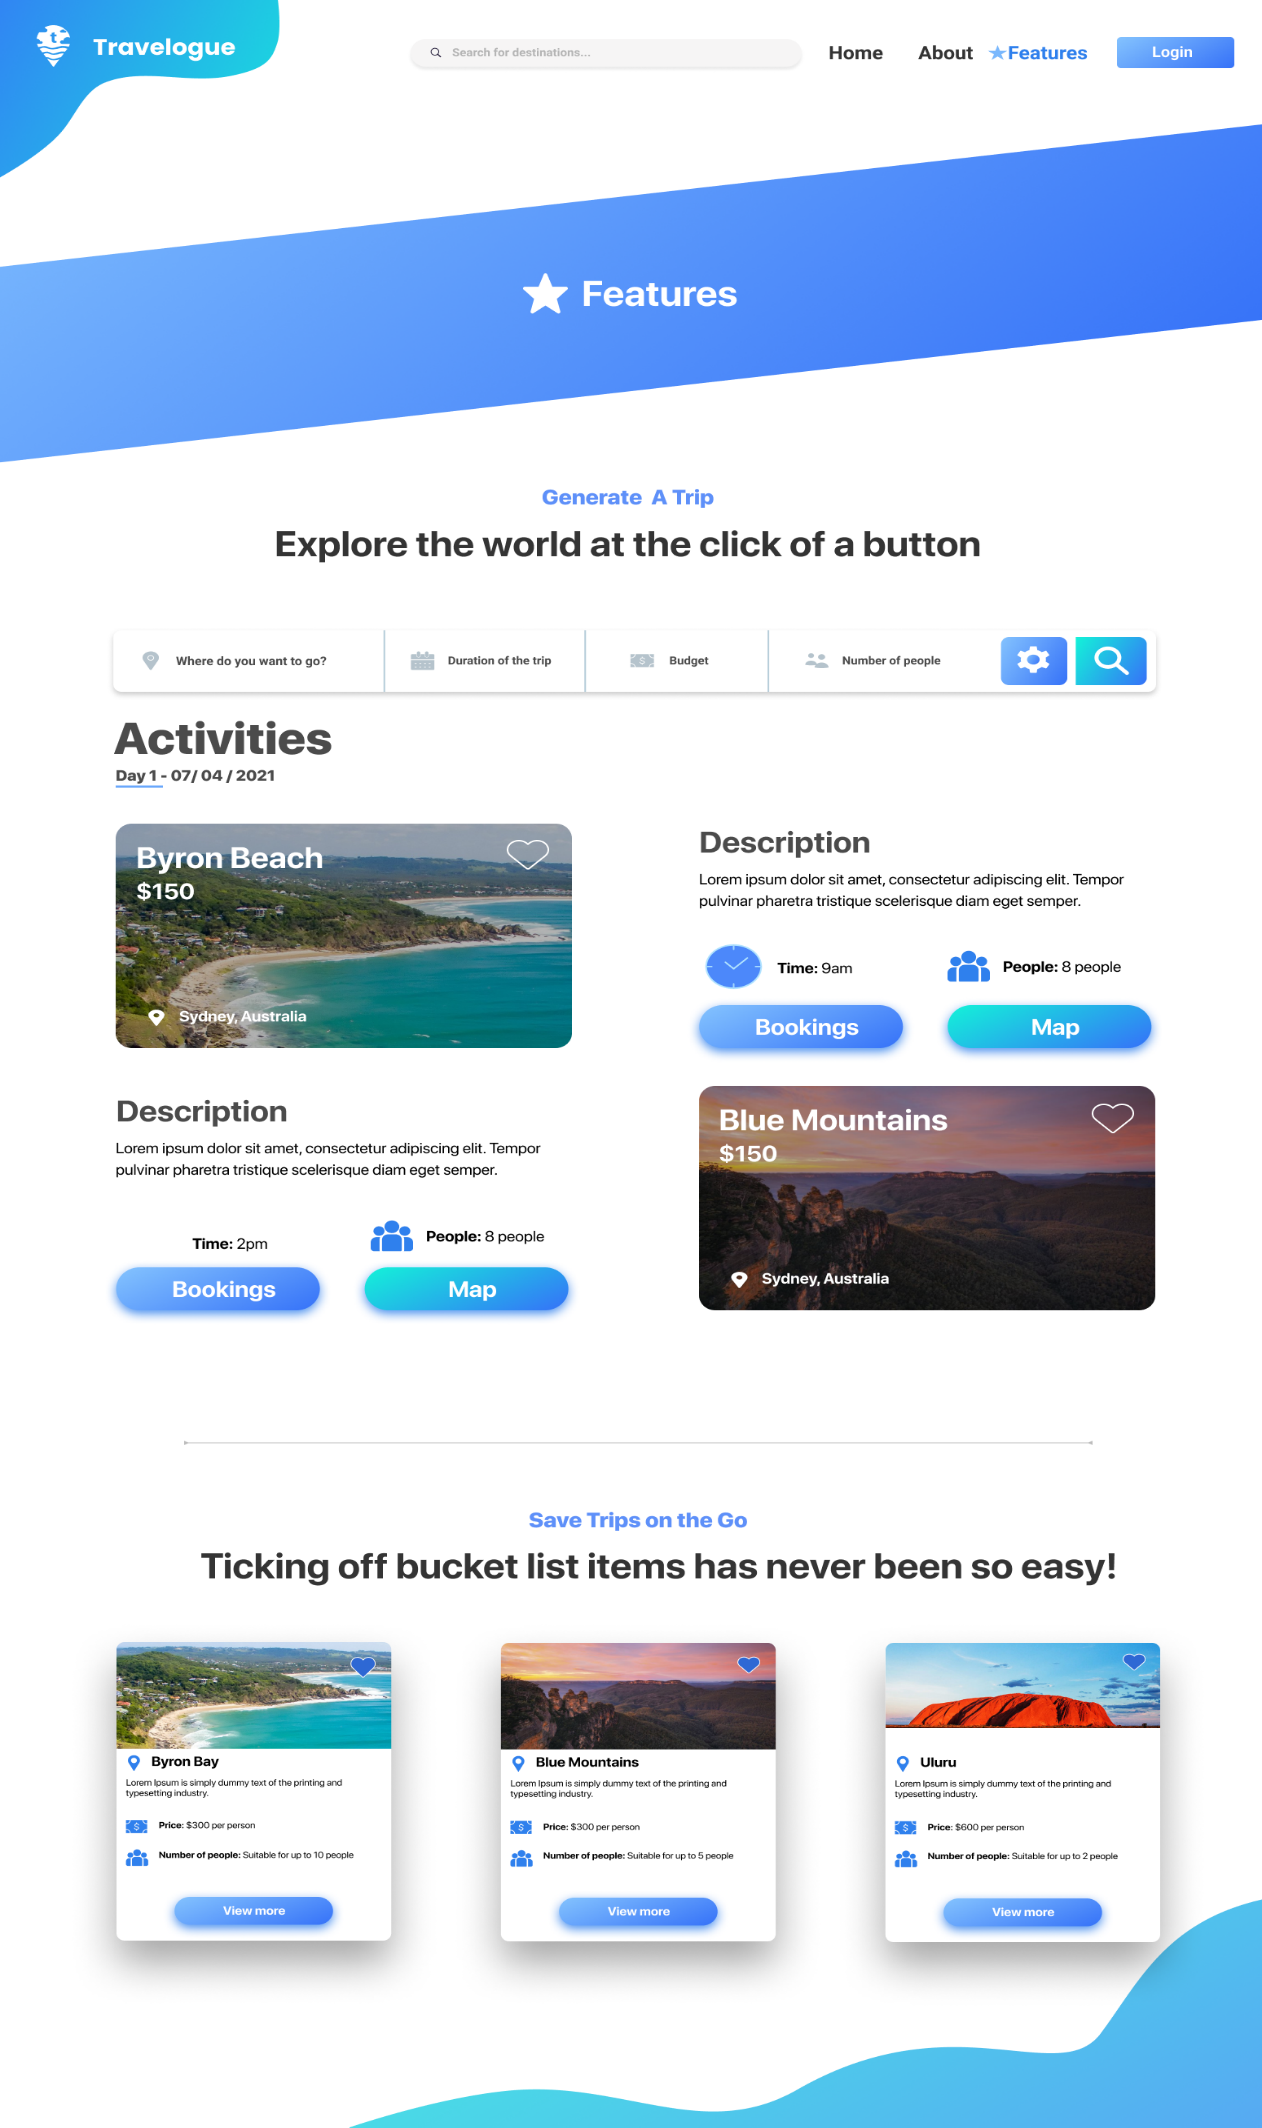 Travelogue
Search for destinations...
Home
About
Features
Login
Features
Generate A Trip
Explore the world at the click of a button
Where do you want to go?
Duration of the trip
Budget
Number of people
Activities
Day 1 - 07/ 04 / 2021
Byron Beach
$150
Sydney, Australia
Description
Lorem ipsum dolor sit amet, consectetur adipiscing elit. Tempor
pulvinar pharetra tristique scelerisque diam eget semper.
Time: 9am
People: 8 people
Bookings
Map
Description
Lorem ipsum dolor sit amet, consectetur adipiscing elit. Tempor
pulvinar pharetra tristique scelerisque diam eget semper.
Time: 2pm
People: 8 people
Bookings
Map
Blue Mountains
$150
Sydney, Australia
Save Trips on the Go
Ticking off bucket list items has never been so easy!
Byron Bay
Lorem Ipsum is simply dummy text of the printing and
typesetting industry.
Price: $300 per person
Number of people: Suitable for up to 10 people
View more
Blue Mountains
Lorem Ipsum is simply dummy text of the printing and
typesetting industry.
Price: $300 per person
Number of people: Suitable for up to 5 people
View more
Uluru
Lorem Ipsum is simply dummy text of the printing and
typesetting industry.
Price: $600 per person
Number of people: Suitable for up to 2 people
View more